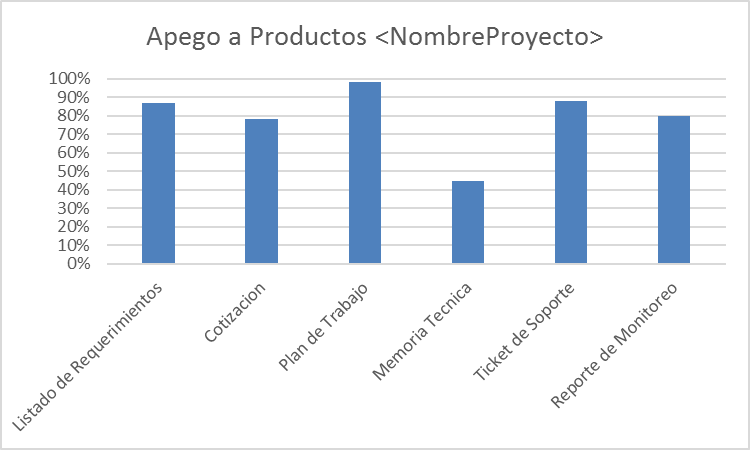 Apego a Productos <NombreProyecto>
100%
90%
80%
70%
60%
50%
40%
30%
20%
10%
0%
Listado de Requerimientos
Cotizacion
Plan de Trabajo
Memoria Tecnica
Ticket de Soporte
Reporte de Monitoreo